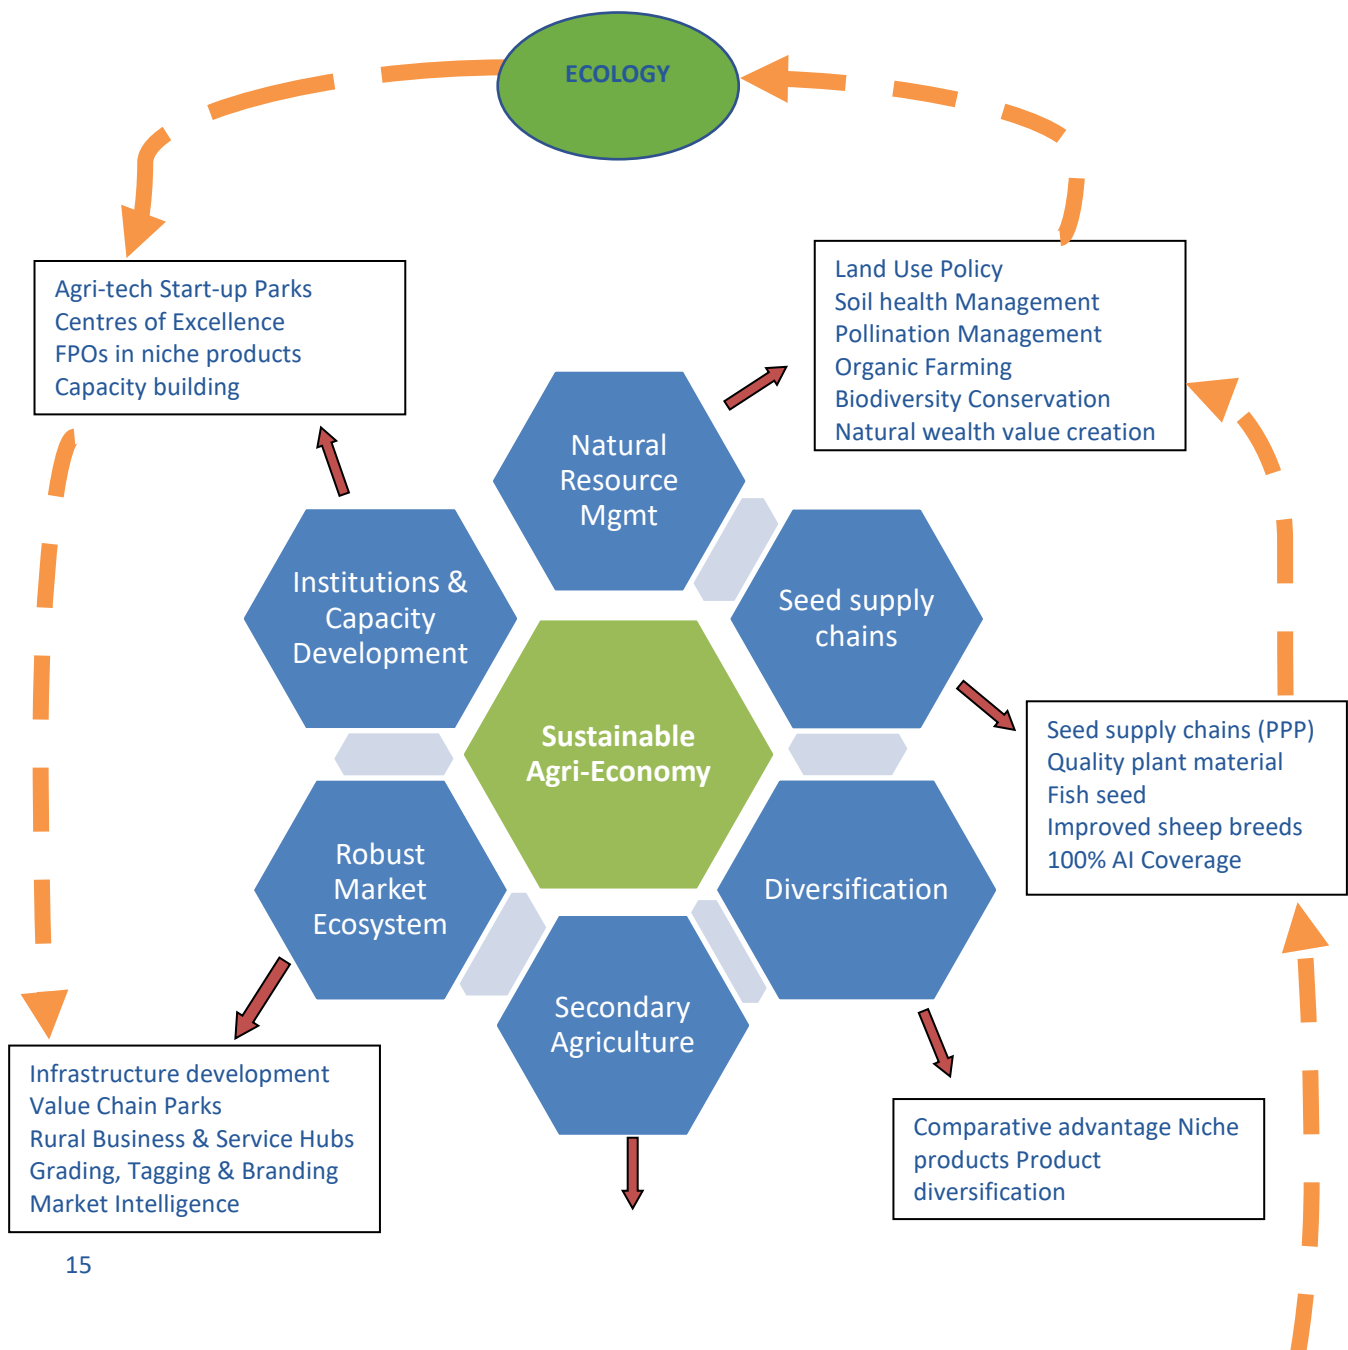 ECOLOGY
Agri-tech Start-up Parks
Centres of Excellence
FPOs in niche products
Capacity building
Land Use Policy
Soil health Management
Pollination Management
Organic Farming
Biodiversity Conservation
Natural wealth value creation
Natural
Resource
Mgmt
Institutions &
Capacity
Development
Seed supply
chains
Sustainable
Agri-Economy
Seed supply chains (PPP)
Quality plant material
Fish seed
Improved sheep breeds
100% AI Coverage
Robust
Market
Ecosystem
Diversification
Secondary
Agriculture
Infrastructure development
Value Chain Parks
Rural Business & Service Hubs
Grading, Tagging & Branding
Market Intelligence
Comparative advantage Niche
products Product
diversification
15